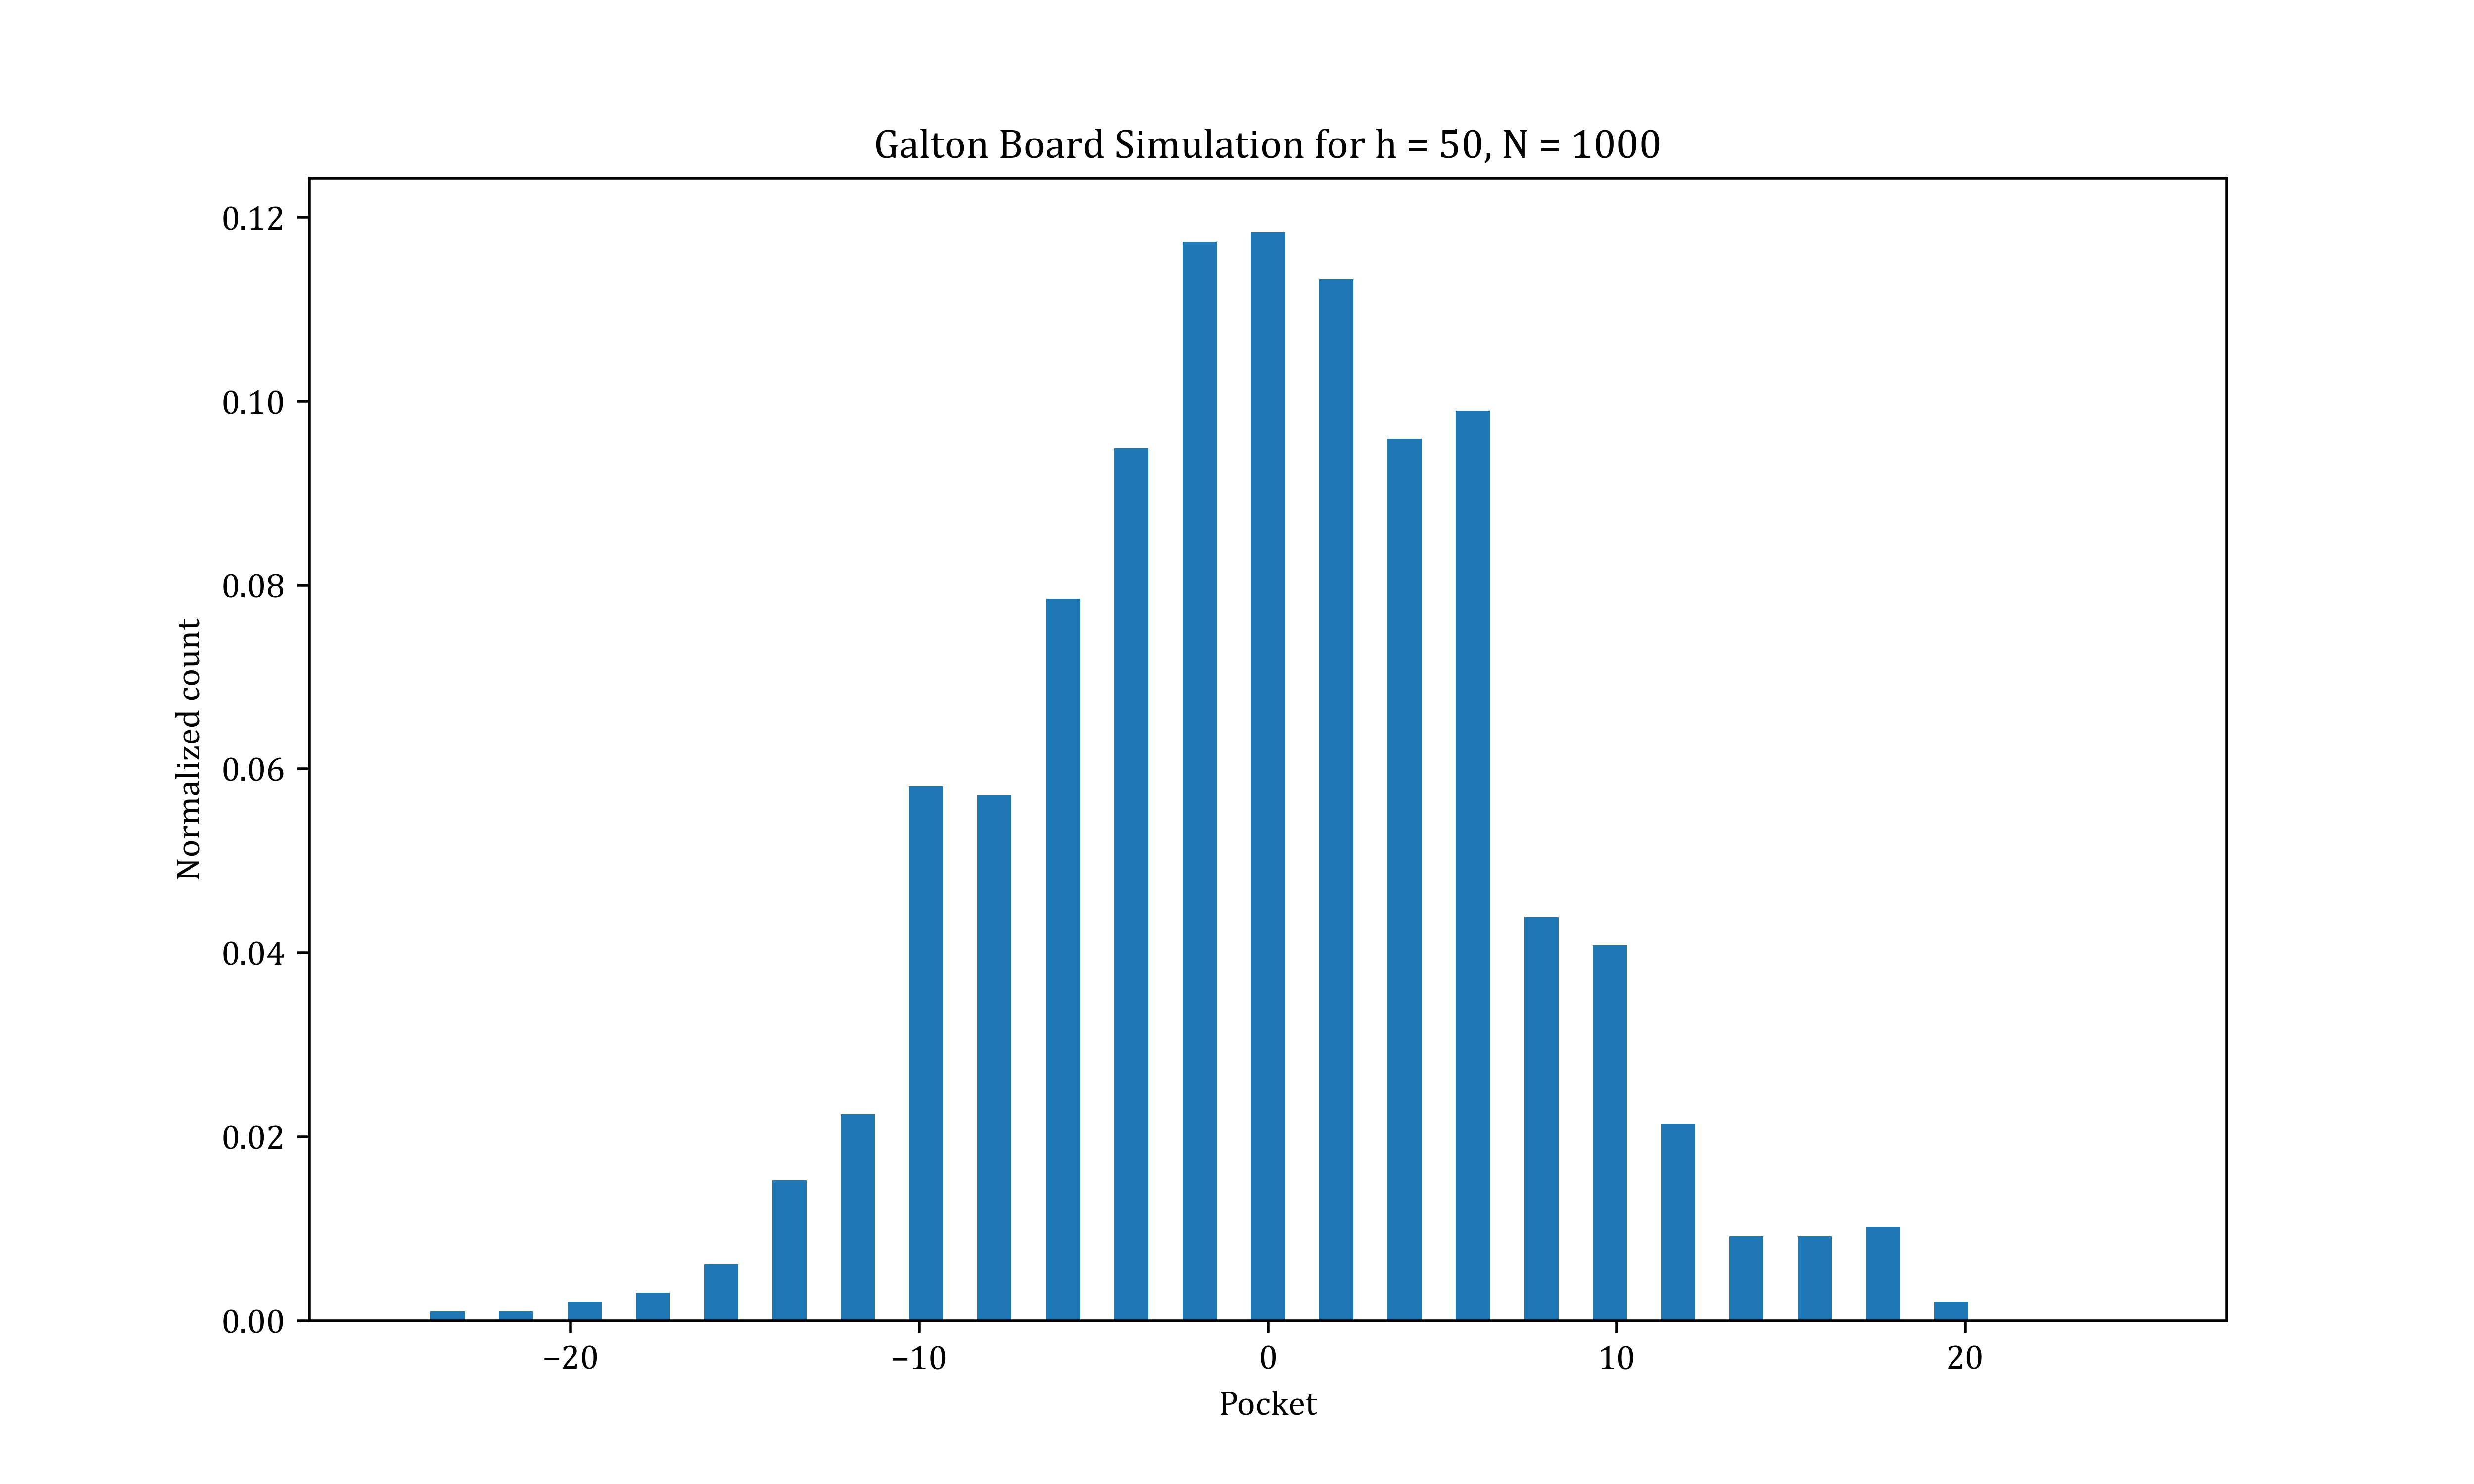 Galton Board Simulation for h = 50, N = 1000
0.12
0.10
0.08
0.06
0.04
0.02
0.00
Normalized count
−20 −10 0 10 20
Pocket